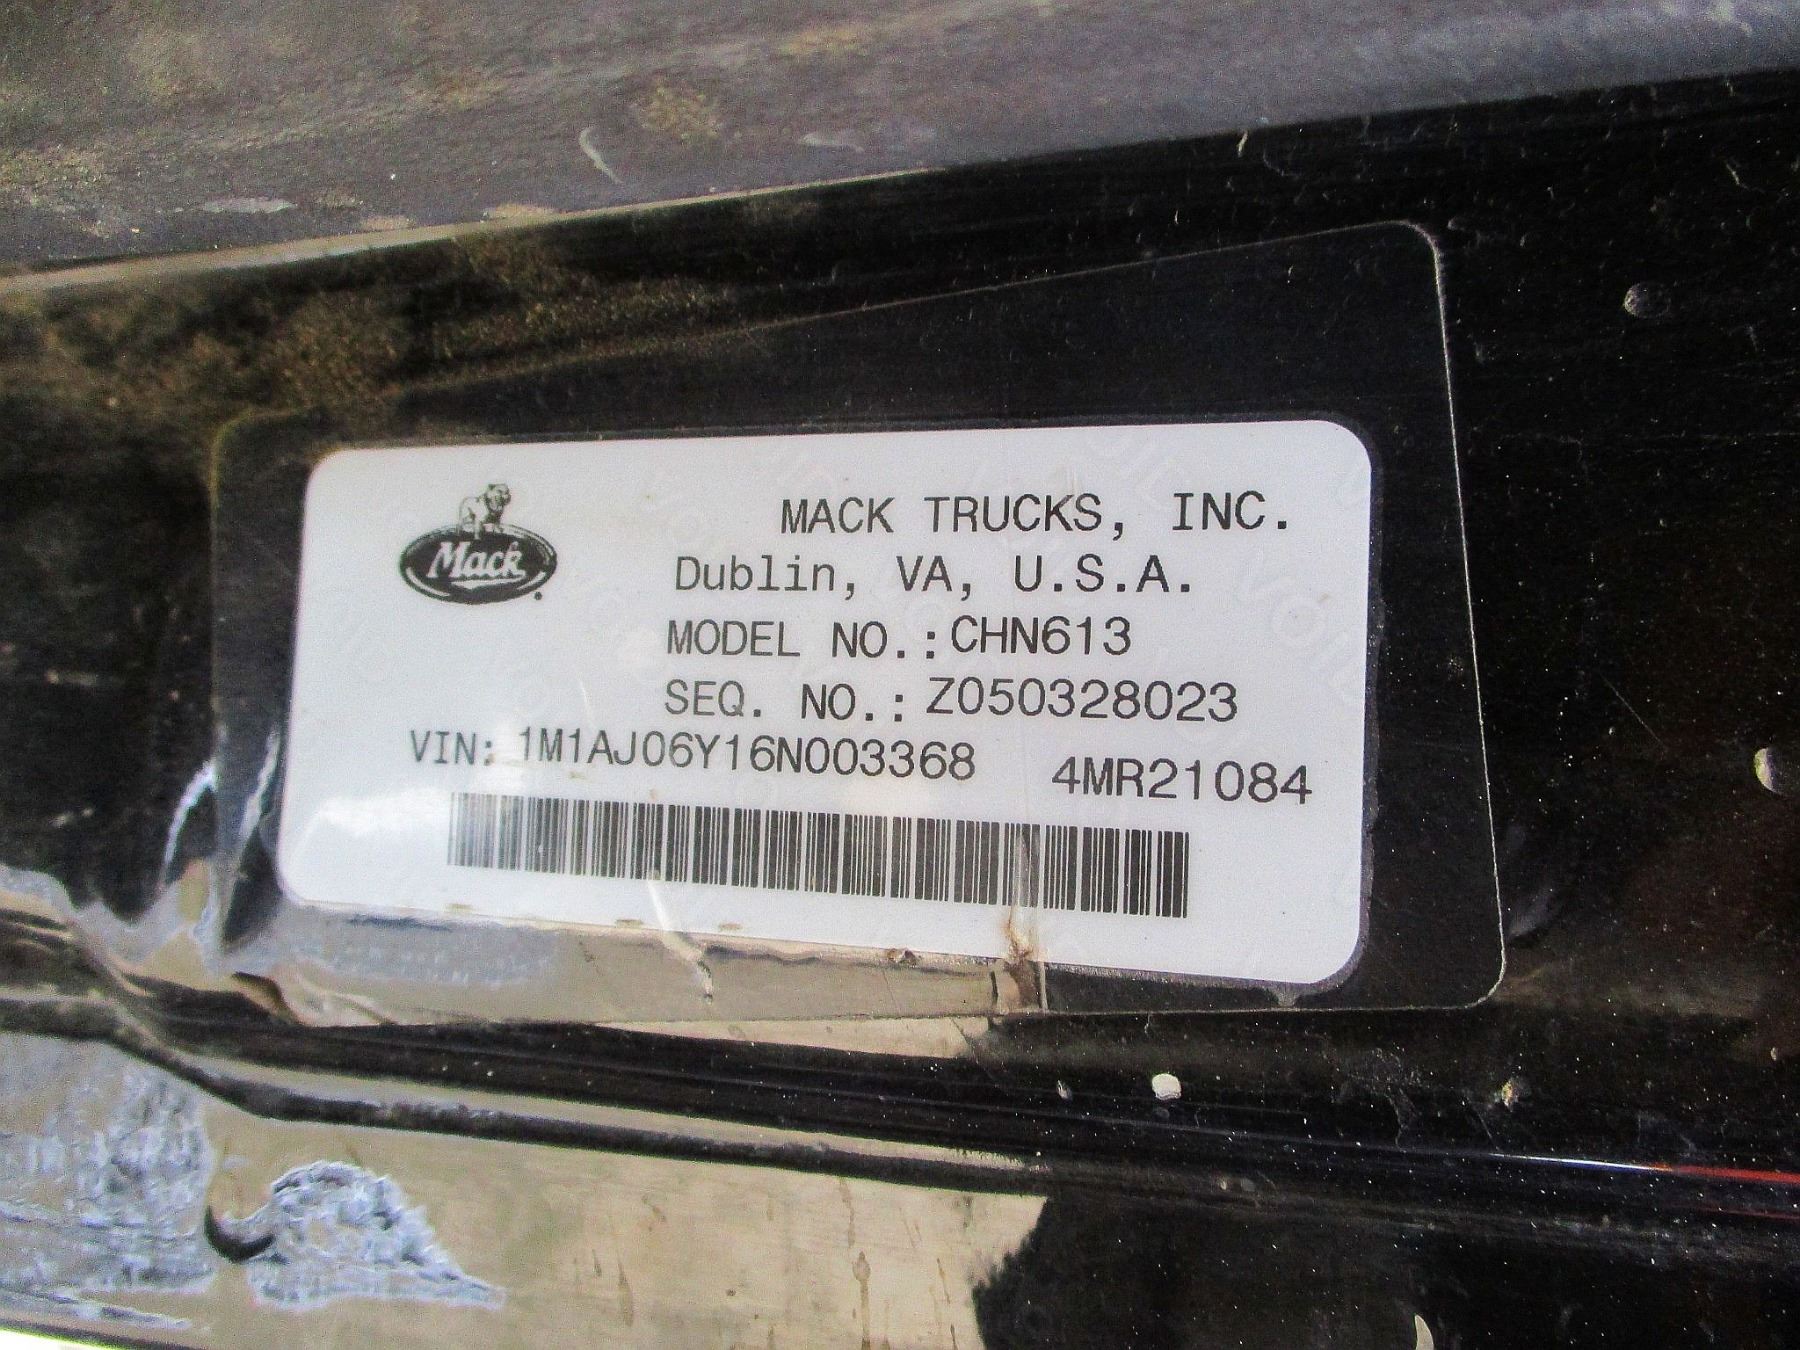 MACK TRUCKS, INC.
Mack
Dublin, VA, U.S.A.
MODEL NO.: CHN613
SEQ. NO.: Z050328023
VIN: 1M1AJ06Y16N003368 4MR21084